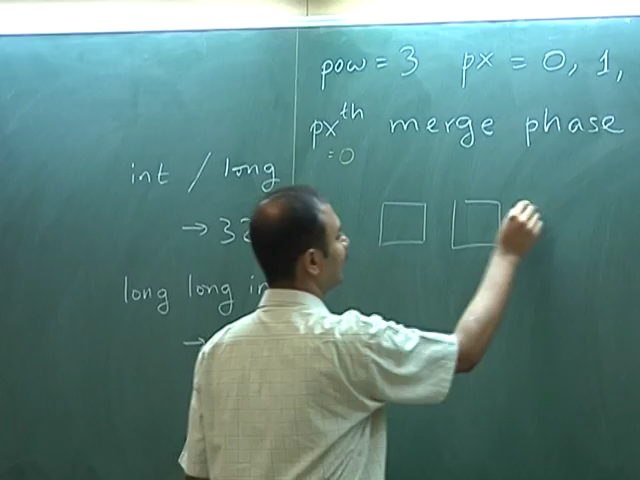 pow = 3 px = 0, 1,
px^th merge phase
= 0
int / long
→ 32
long long in
→